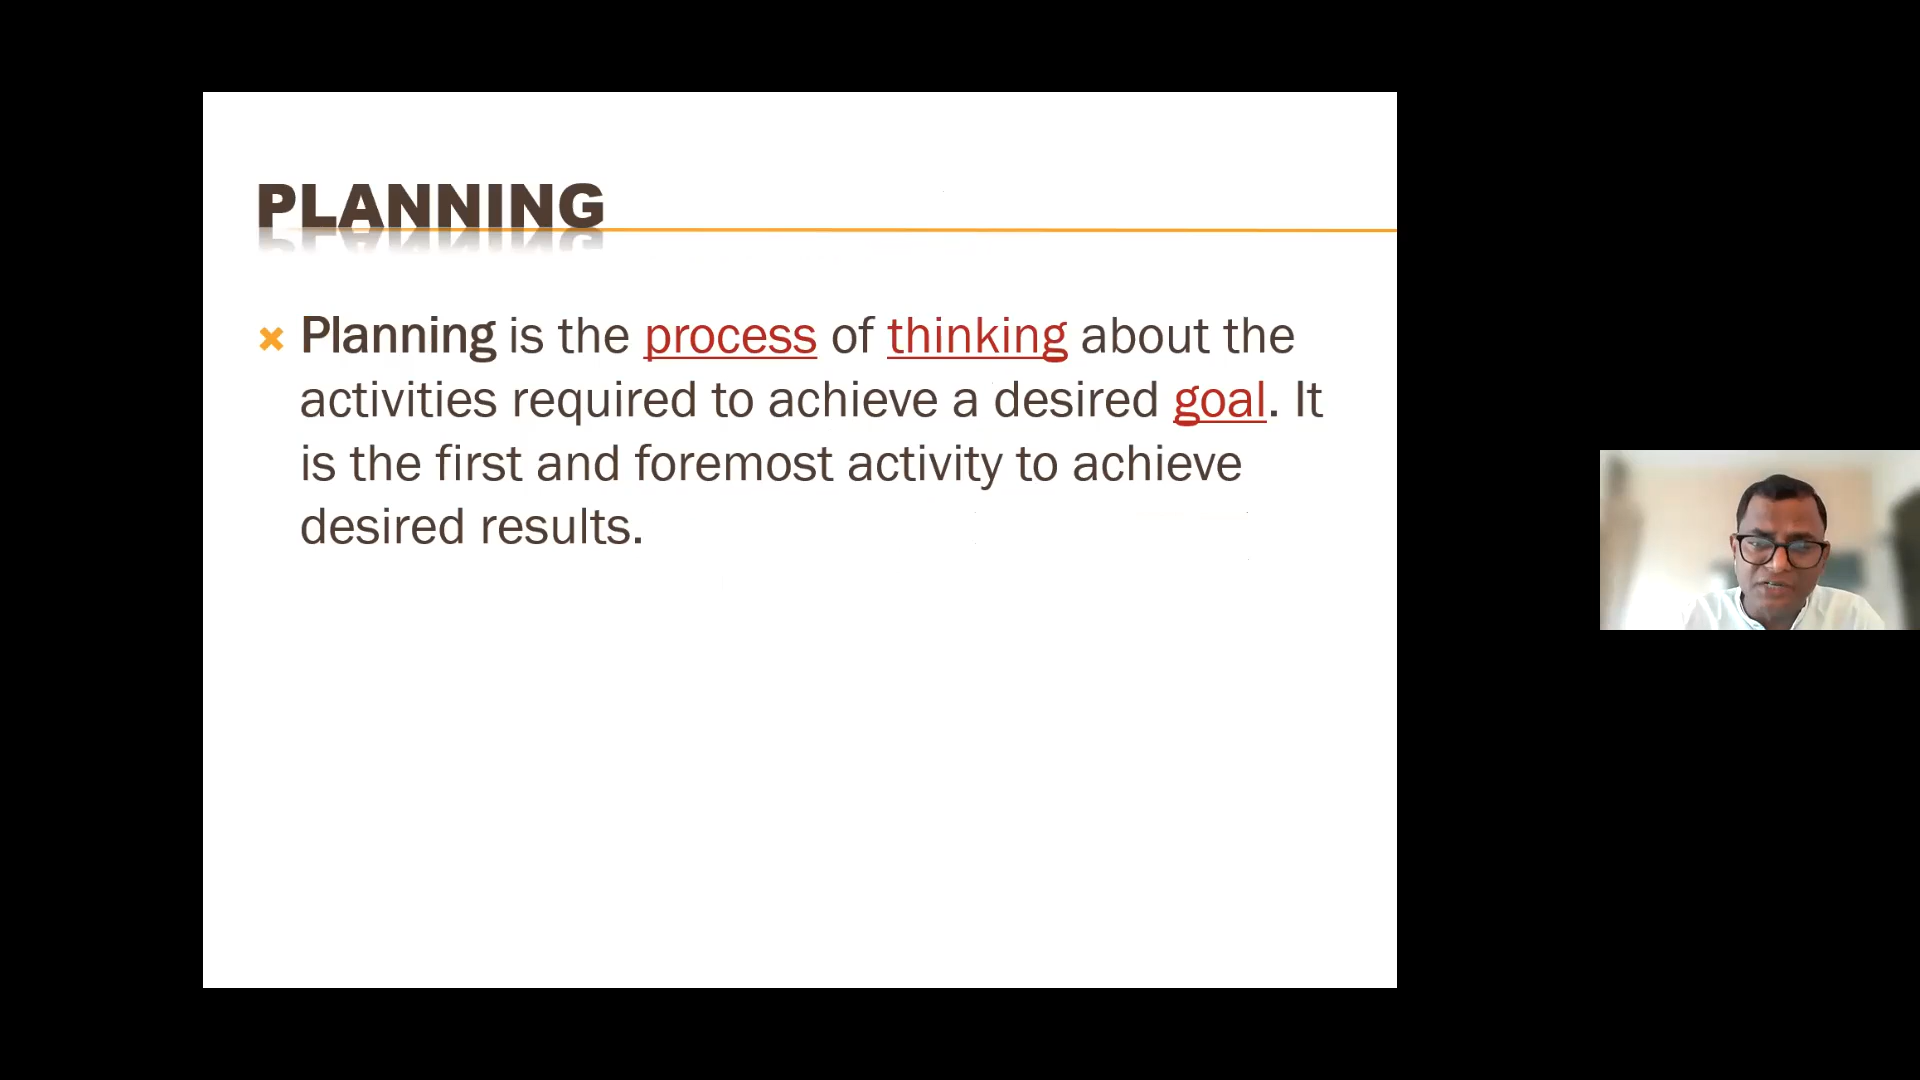 PLANNING
Planning is the process of thinking about the
activities required to achieve a desired goal. It
is the first and foremost activity to achieve
desired results.